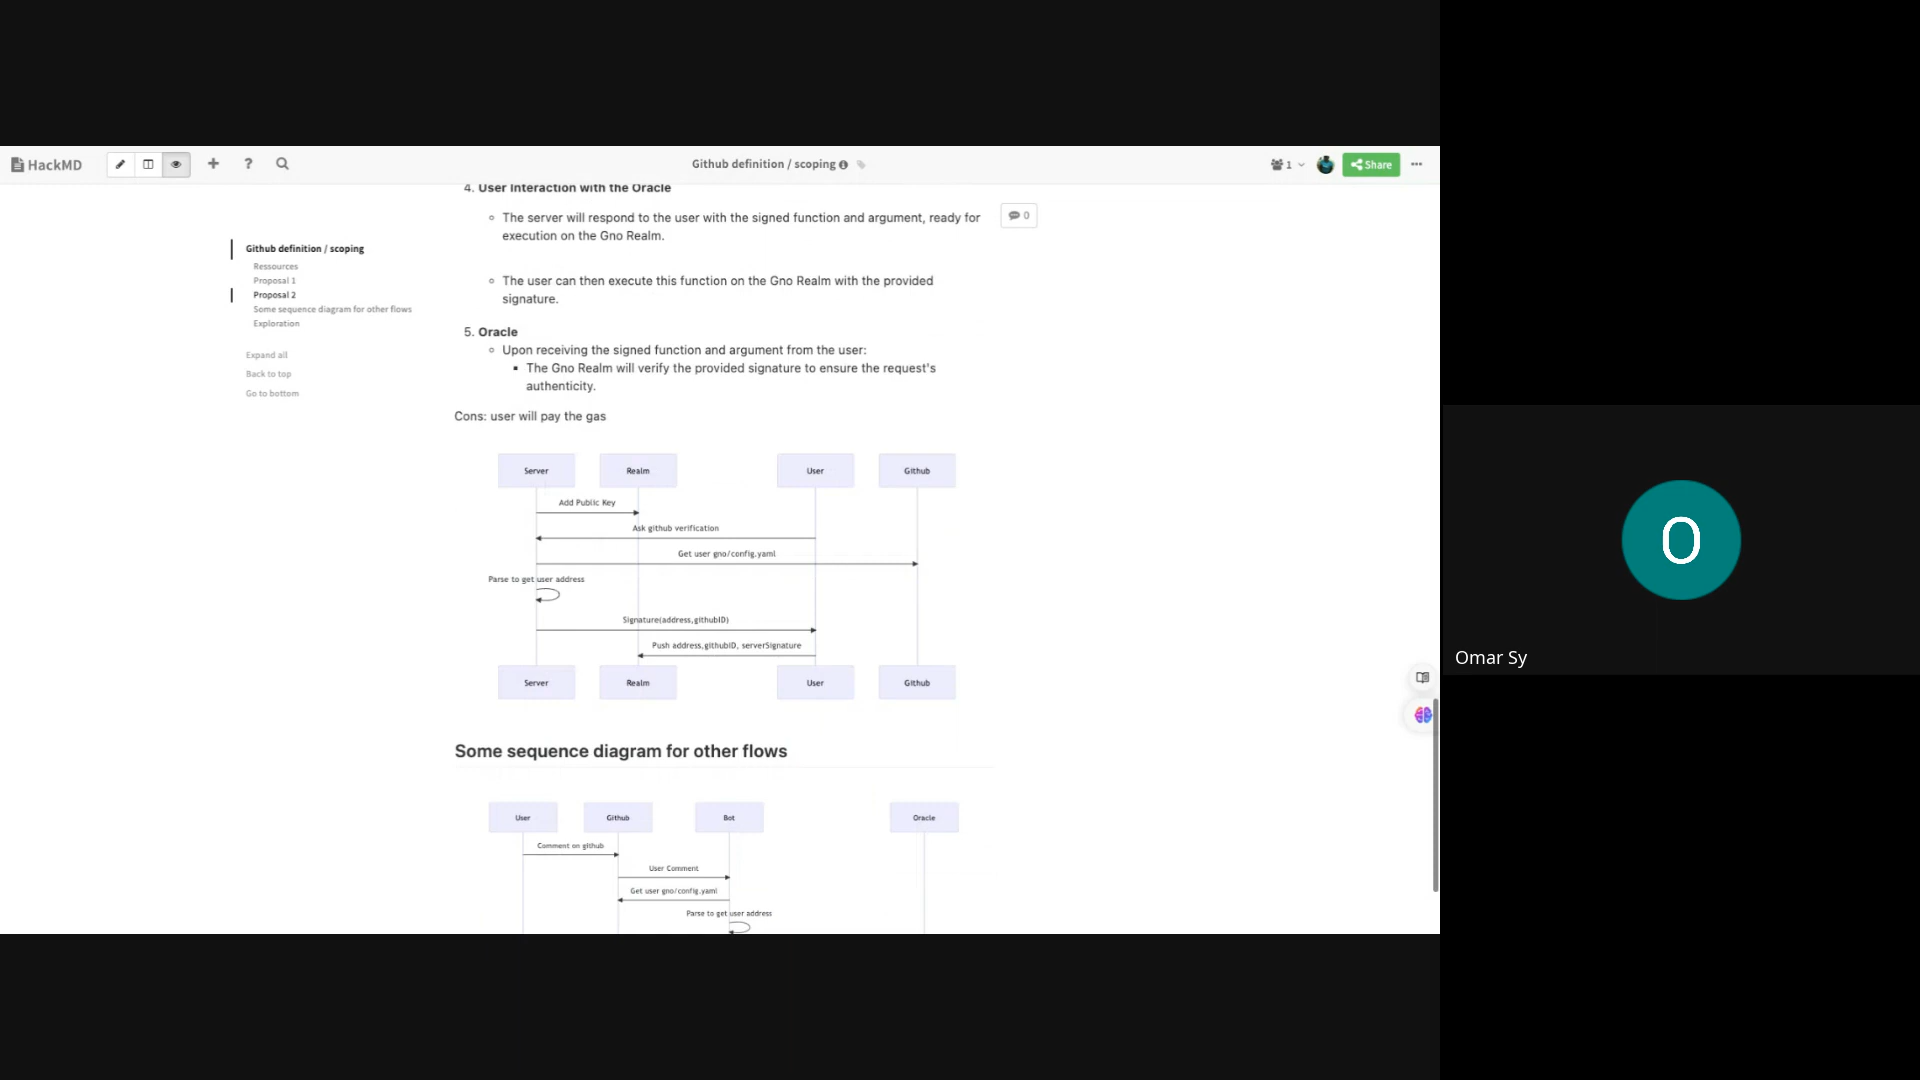 HackMD
Github definition / scoping
1
Share
Github definition / scoping
Ressources
Proposal 1
Proposal 2
Some sequence diagram for other flows
Exploration
Expand all
Back to top
Go to bottom
4. User Interaction with the Oracle
0
The server will respond to the user with the signed function and argument, ready for
execution on the Gno Realm.
The user can then execute this function on the Gno Realm with the provided
signature.
5. Oracle
Upon receiving the signed function and argument from the user:
The Gno Realm will verify the provided signature to ensure the request's
authenticity.
Cons: user will pay the gas
Server Realm User Github
Add Public Key
Ask github verification
Get user gno/config.yaml
Parse to get user address
Signature(address,githubID)
Push address,githubID, serverSignature
Server Realm User Github
Some sequence diagram for other flows
User Github Bot Oracle
Comment on github
User Comment
Get user gno/config.yaml
Parse to get user address
O
Omar Sy